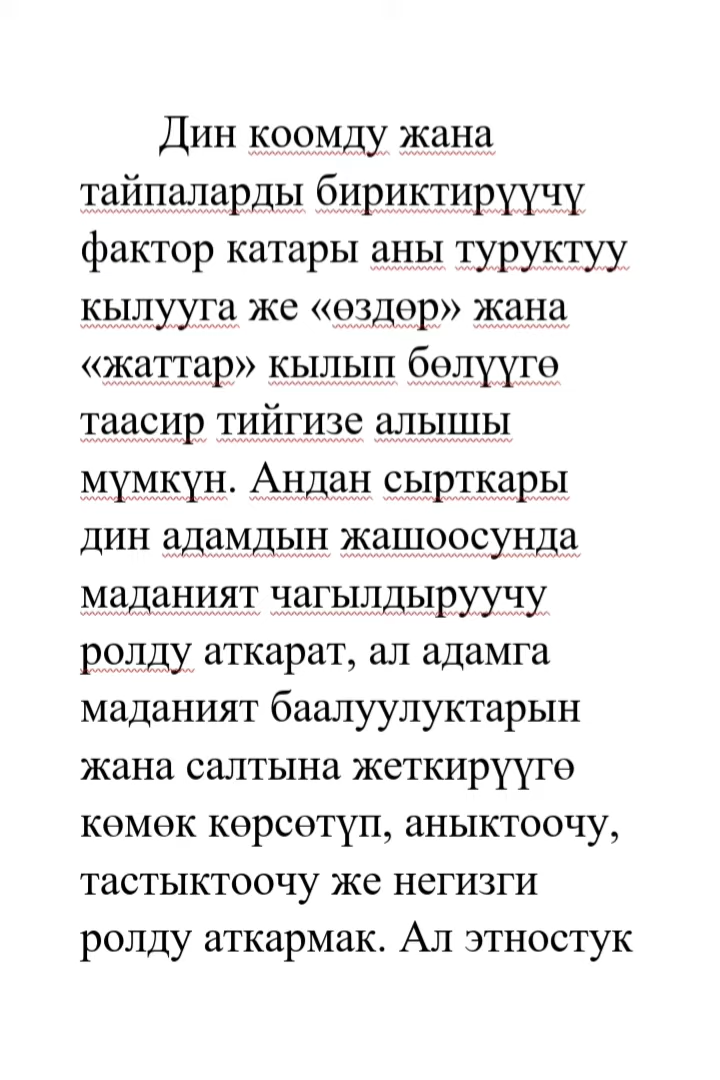 Дин коомду жана
тайпаларды бириктирүүчү
фактор катары аны туруктуу
кылууга же «өздөр» жана
«жаттар» кылып бөлүүгө
таасир тийгизе алышы
мүмкүн. Андан сырткары
дин адамдын жашоосунда
маданият чагылдыруучу
ролду аткарат, ал адамга
маданият баалуулуктарын
жана салтына жеткирүүгө
көмөк көрсөтүп, аныктоочу,
тастыктоочу же негизги
ролду аткармак. Ал этностук